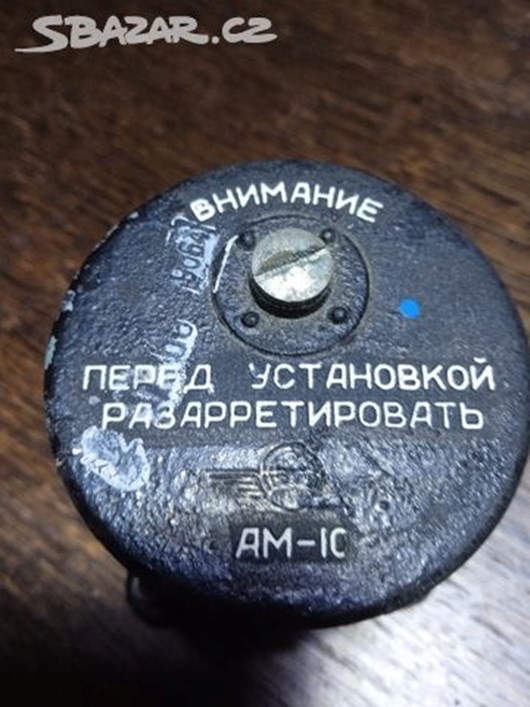 SBAZAR.CZ
ВНИМАНИЕ
ПЕРЕД УСТАНОВКОЙ
РАЗАРРЕТИРОВАТЬ
АМ-10